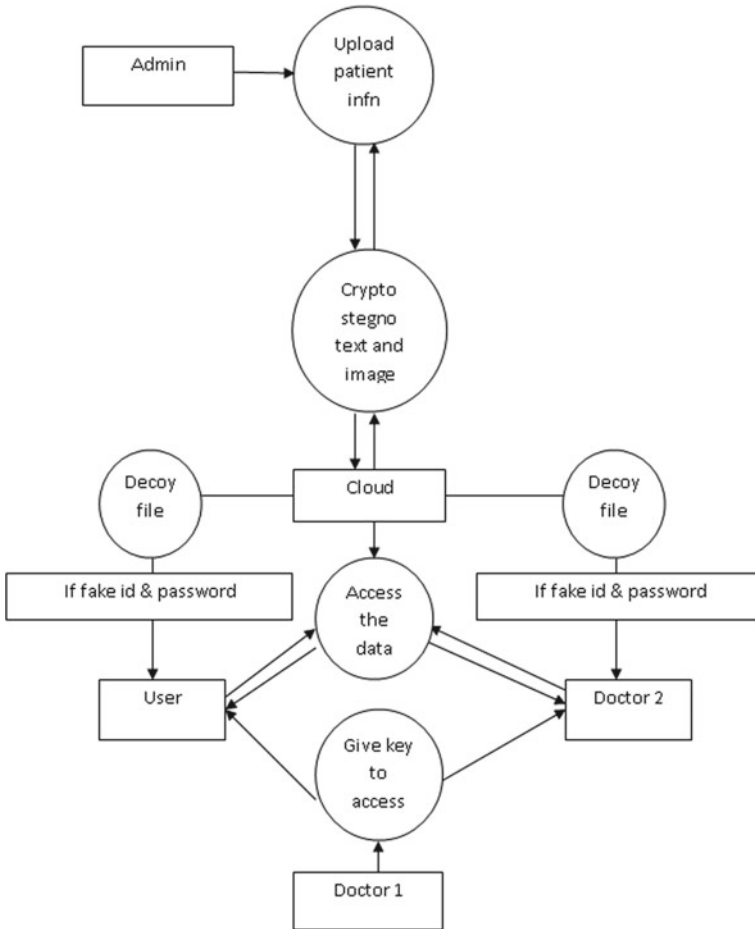 Upload
patient
infn
Admin
Crypto
stegno
text and
image
Decoy
file
Cloud
Decoy
file
If fake id & password
Access
the
data
If fake id & password
User
Doctor 2
Give key
to
access
Doctor 1